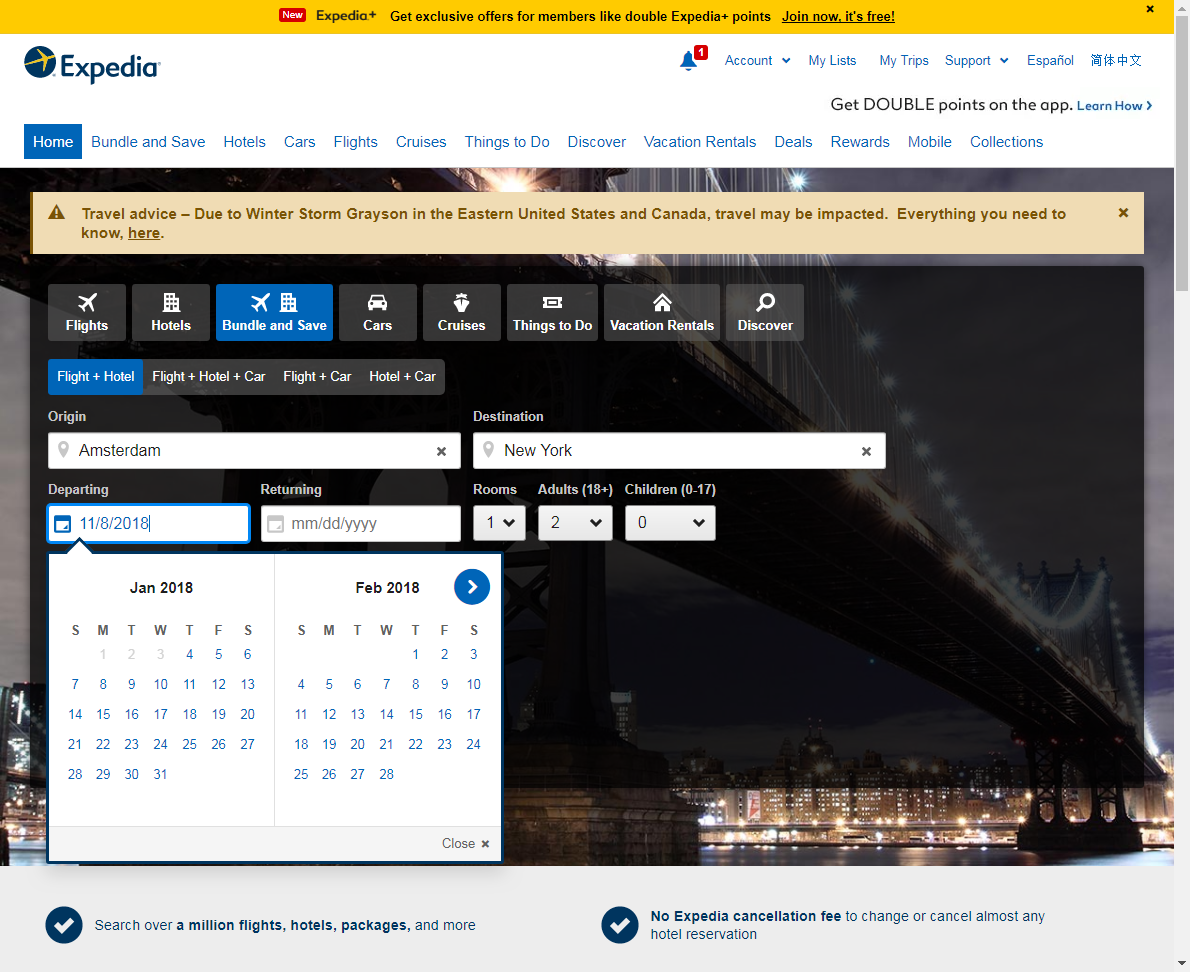 New Expedia+ Get exclusive offers for members like double Expedia+ points Join now, it's free!
Expedia
1 Account My Lists My Trips Support Español 简体中文
Get DOUBLE points on the app. Learn How
Home Bundle and Save Hotels Cars Flights Cruises Things to Do Discover Vacation Rentals Deals Rewards Mobile Collections
Travel advice – Due to Winter Storm Grayson in the Eastern United States and Canada, travel may be impacted. Everything you need to
know, here.
Flights Hotels Bundle and Save Cars Cruises Things to Do Vacation Rentals Discover
Flight + Hotel Flight + Hotel + Car Flight + Car Hotel + Car
Origin Destination
Amsterdam New York
Departing Returning Rooms Adults (18+) Children (0-17)
11/8/2018 mm/dd/yyyy 1 2 0
Jan 2018 Feb 2018
S M T W T F S S M T W T F S
1 2 3 4 5 6 1 2 3
7 8 9 10 11 12 13 4 5 6 7 8 9 10
14 15 16 17 18 19 20 11 12 13 14 15 16 17
21 22 23 24 25 26 27 18 19 20 21 22 23 24
28 29 30 31 25 26 27 28
Close
Search over a million flights, hotels, packages, and more
No Expedia cancellation fee to change or cancel almost any
hotel reservation